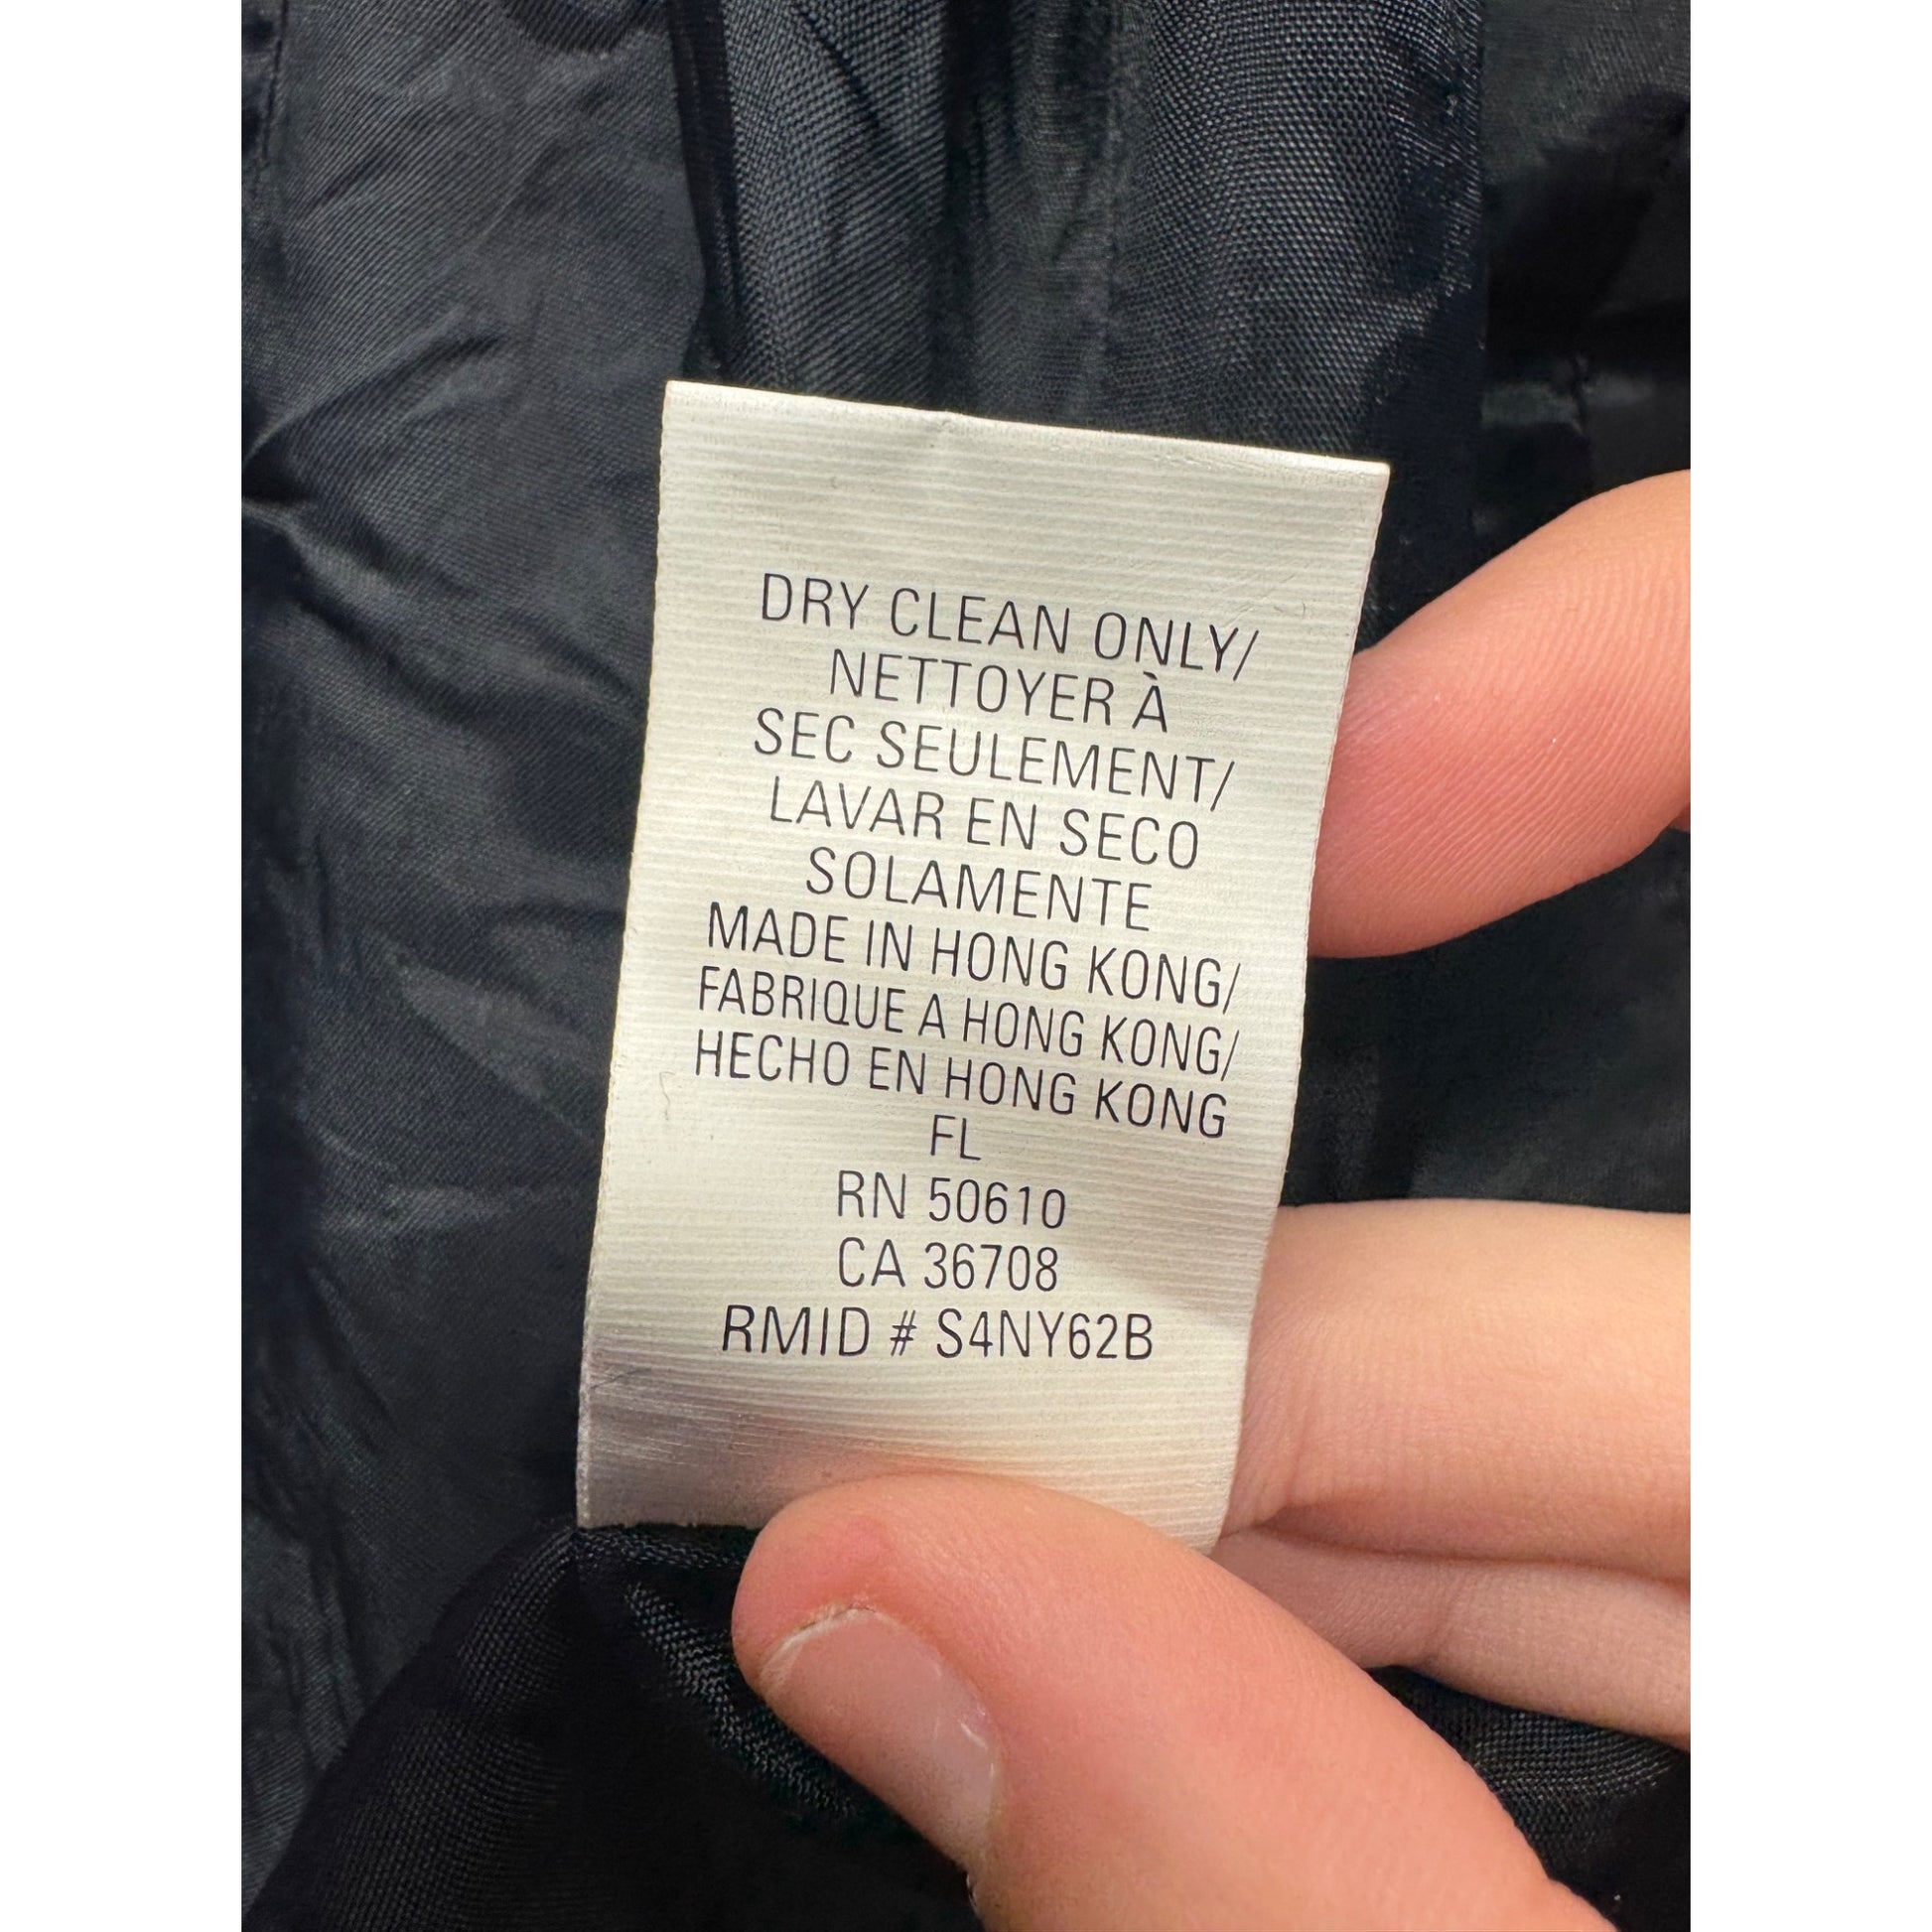 DRY CLEAN ONLY/
NETTOYER À
SEC SEULEMENT/
LAVAR EN SECO
SOLAMENTE
MADE IN HONG KONG/
FABRIQUE A HONG KONG/
HECHO EN HONG KONG
FL
RN 50610
CA 36708
RMID # S4NY62B